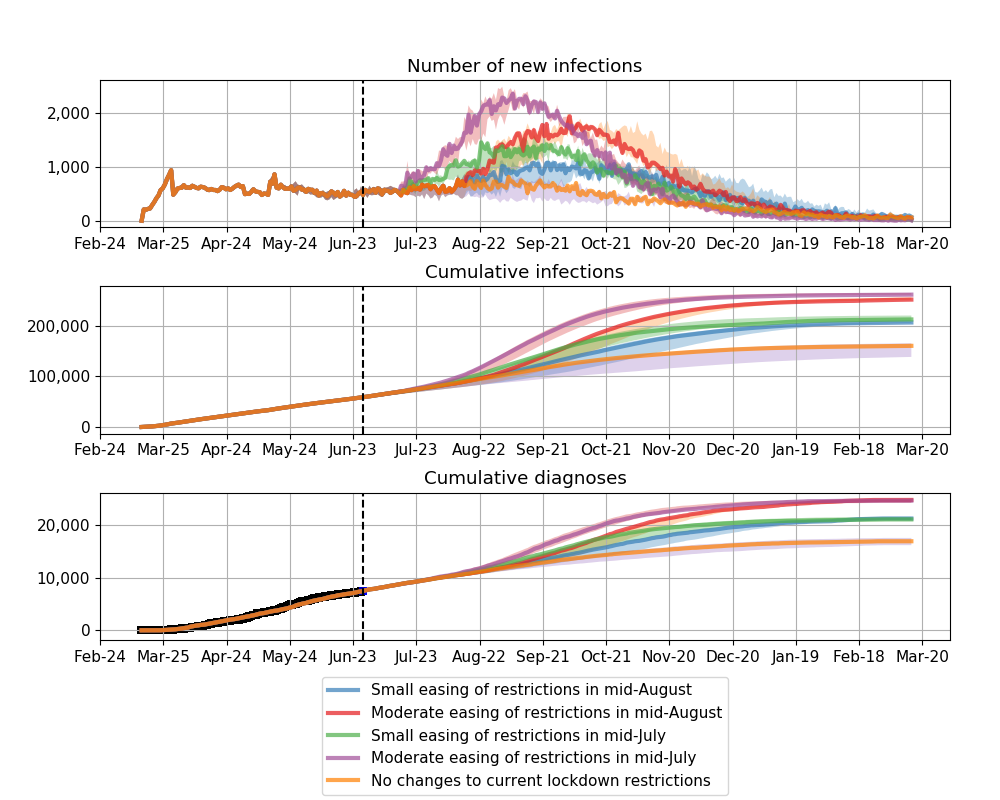 Number of new infections
2,000
1,000
0
Feb-24 Mar-25 Apr-24 May-24 Jun-23 Jul-23 Aug-22 Sep-21 Oct-21 Nov-20 Dec-20 Jan-19 Feb-18 Mar-20
Cumulative infections
200,000
100,000
0
Feb-24 Mar-25 Apr-24 May-24 Jun-23 Jul-23 Aug-22 Sep-21 Oct-21 Nov-20 Dec-20 Jan-19 Feb-18 Mar-20
Cumulative diagnoses
20,000
10,000
0
Feb-24 Mar-25 Apr-24 May-24 Jun-23 Jul-23 Aug-22 Sep-21 Oct-21 Nov-20 Dec-20 Jan-19 Feb-18 Mar-20
Small easing of restrictions in mid-August
Moderate easing of restrictions in mid-August
Small easing of restrictions in mid-July
Moderate easing of restrictions in mid-July
No changes to current lockdown restrictions